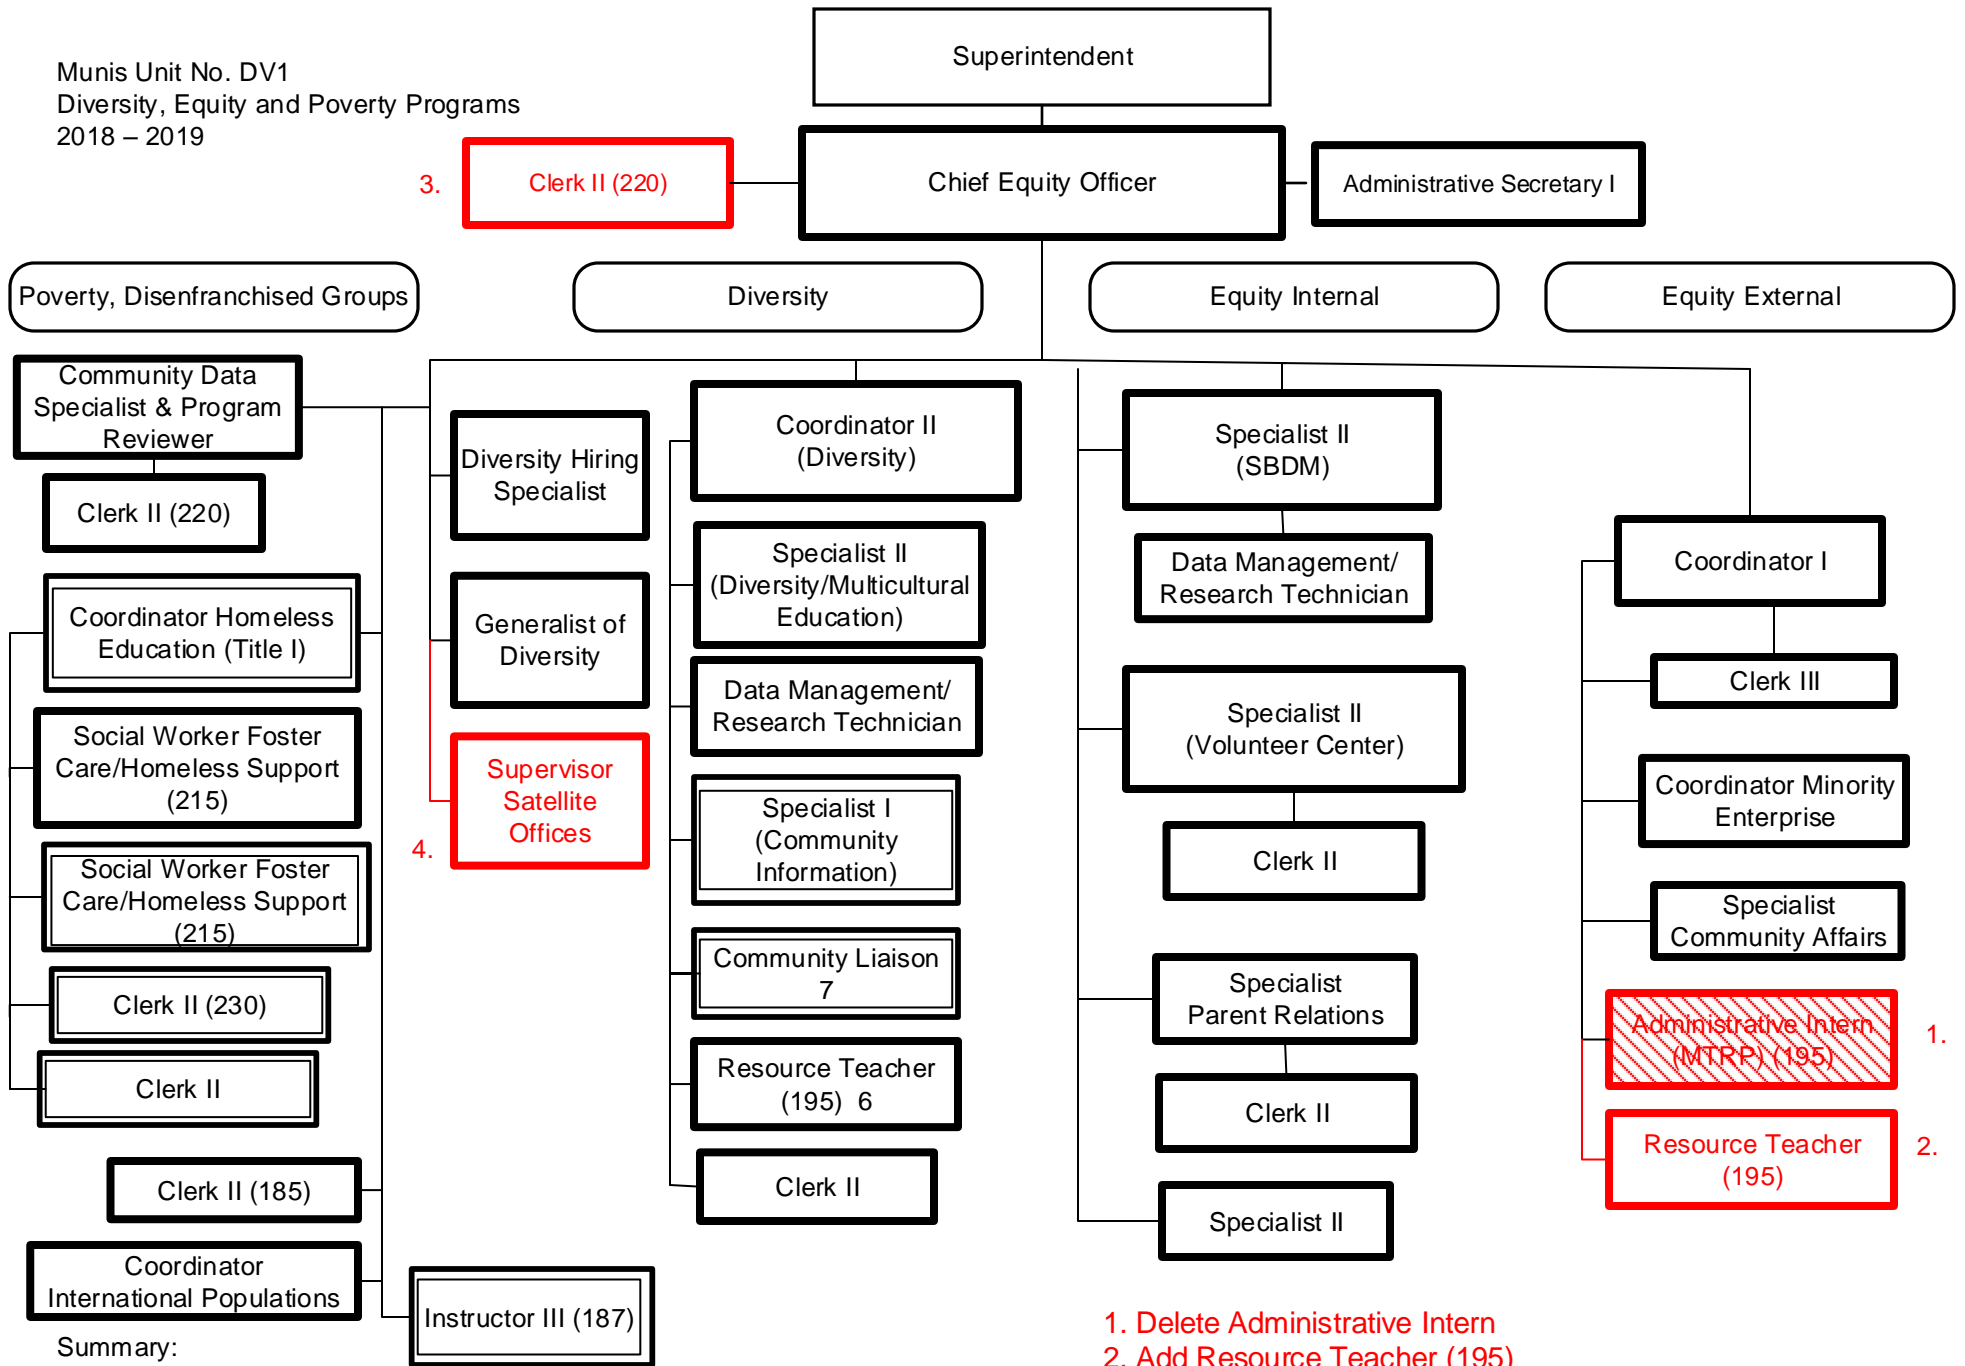 Munis Unit No. DV1
Diversity, Equity and Poverty Programs
2018 – 2019
Superintendent
3.
Clerk II (220)
Chief Equity Officer
Administrative Secretary I
Poverty, Disenfranchised Groups
Diversity
Equity Internal
Equity External
Community Data
Specialist & Program
Reviewer
Clerk II (220)
Coordinator Homeless
Education (Title I)
Social Worker Foster
Care/Homeless Support
(215)
Social Worker Foster
Care/Homeless Support
(215)
Clerk II (230)
Clerk II
Clerk II (185)
Coordinator
International Populations
Instructor III (187)
Diversity Hiring
Specialist
Generalist of
Diversity
4.
Supervisor
Satellite
Offices
Coordinator II
(Diversity)
Specialist II
(Diversity/Multicultural
Education)
Data Management/
Research Technician
Specialist I
(Community
Information)
Community Liaison
7
Resource Teacher
(195) 6
Clerk II
Specialist II
(SBDM)
Data Management/
Research Technician
Specialist II
(Volunteer Center)
Clerk II
Specialist
Parent Relations
Clerk II
Specialist II
Coordinator I
Clerk III
Coordinator Minority
Enterprise
Specialist
Community Affairs
Administrative Intern
(MTRP) (195)
1.
Resource Teacher
(195)
2.
Summary:
1. Delete Administrative Intern
2. Add Resource Teacher (195)